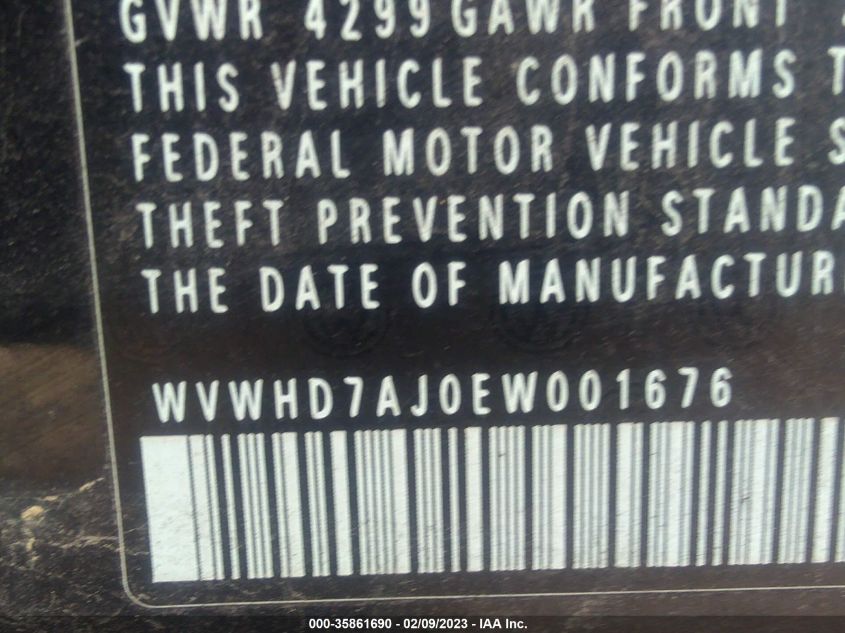 GVWR 4299 GAWR FRONT
THIS VEHICLE CONFORMS T
FEDERAL MOTOR VEHICLE S
THEFT PREVENTION STANDA
THE DATE OF MANUFACTUR
WVWHD7AJ0EW001676
000-35861690 - 02/09/2023 - IAA Inc.